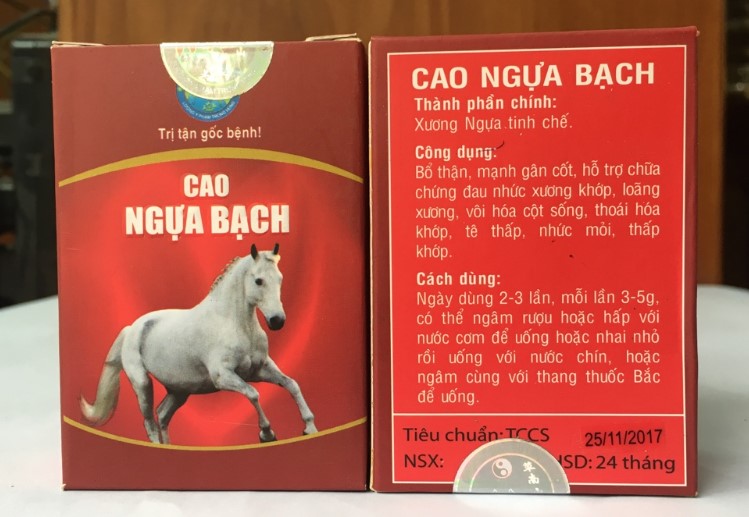 Trị tận gốc bệnh!
CAO
NGỰA BẠCH
CAO NGỰA BẠCH
Thành phần chính:
Xương Ngựa tinh chế.
Công dụng:
Bổ thận, mạnh gân cốt, hỗ trợ chữa
chứng đau nhức xương khớp, loãng
xương, vôi hóa cột sống, thoái hóa
khớp, tê thấp, nhức mỏi, thấp
khớp.
Cách dùng:
Ngày dùng 2-3 lần, mỗi lần 3-5g,
có thể ngâm rượu hoặc hấp với
nước cơm để uống hoặc nhai nhỏ
rồi uống với nước chín, hoặc
ngâm cùng với thang thuốc Bắc
để uống.
Tiêu chuẩn: TCCS
25/11/2017
NSX:
24 tháng